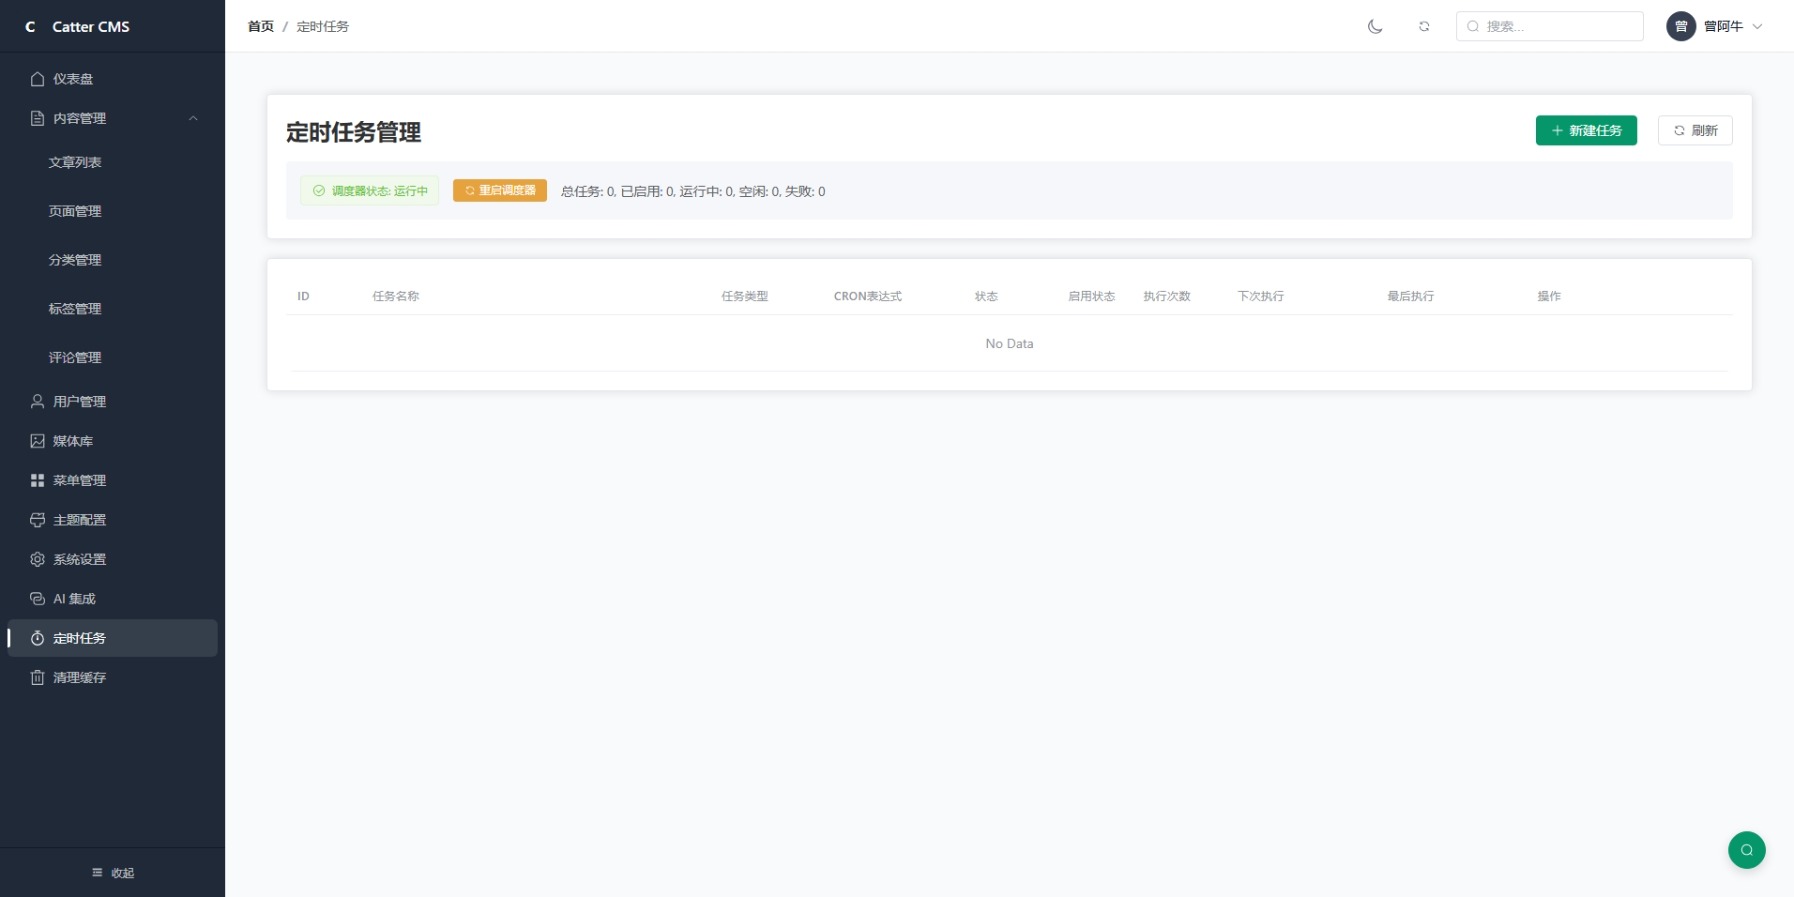 C Catter CMS
首页 / 定时任务
搜索...
曾 曾阿牛
仪表盘
内容管理
文章列表
页面管理
分类管理
标签管理
评论管理
用户管理
媒体库
菜单管理
主题配置
系统设置
AI 集成
定时任务
清理缓存
收起
定时任务管理
新建任务
刷新
调度器状态: 运行中
重启调度器
总任务: 0, 已启用: 0, 运行中: 0, 空闲: 0, 失败: 0
ID 任务名称 任务类型 CRON表达式 状态 启用状态 执行次数 下次执行 最后执行 操作
No Data